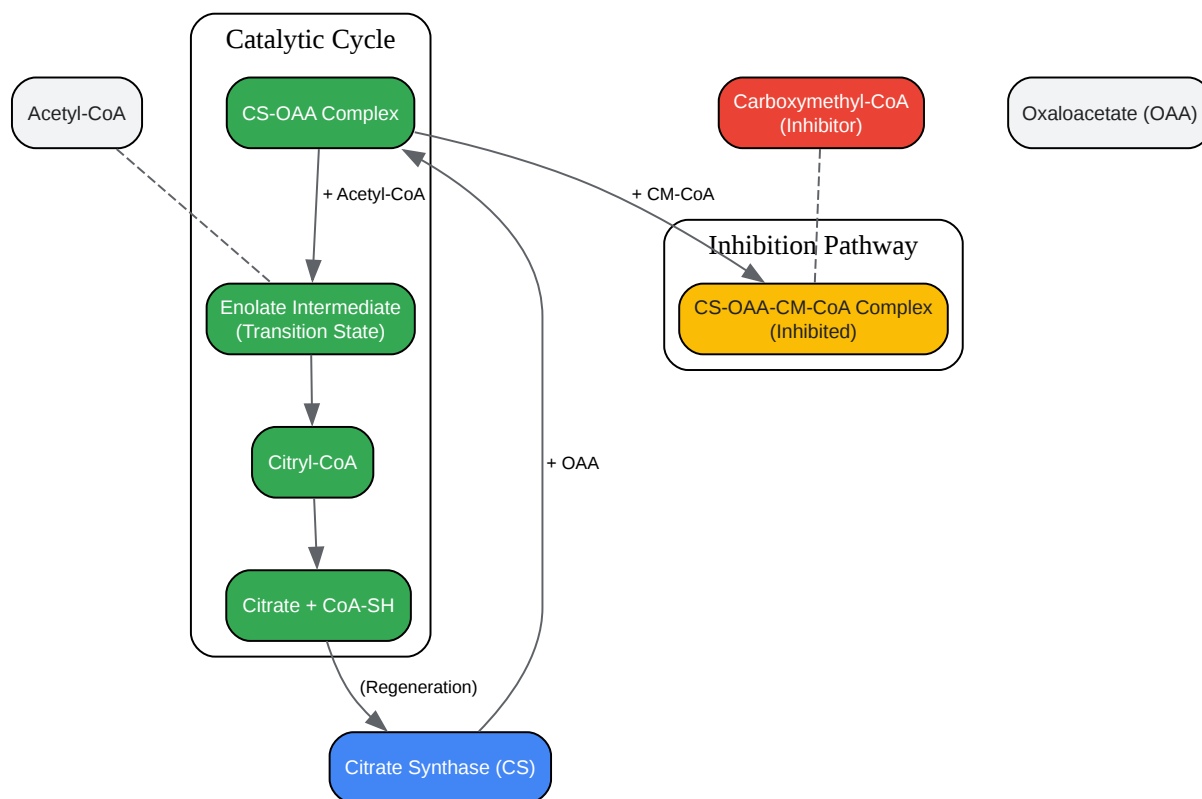 Catalytic Cycle
Acetyl-CoA
CS-OAA Complex
Carboxymethyl-CoA
(Inhibitor)
Oxaloacetate (OAA)
+ Acetyl-CoA
+ CM-CoA
Inhibition Pathway
Enolate Intermediate
(Transition State)
CS-OAA-CM-CoA Complex
(Inhibited)
Citryl-CoA
+ OAA
Citrate + CoA-SH
(Regeneration)
Citrate Synthase (CS)